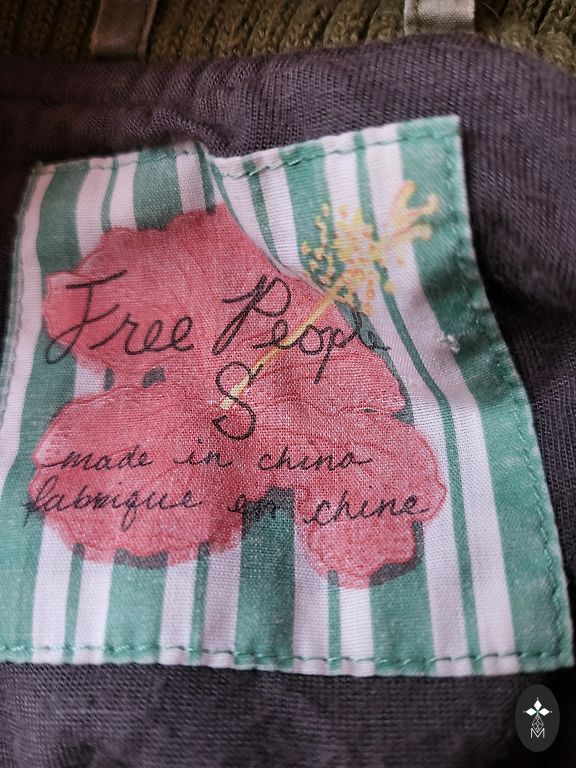 Free People
S
made in china
fabrique en chine
M